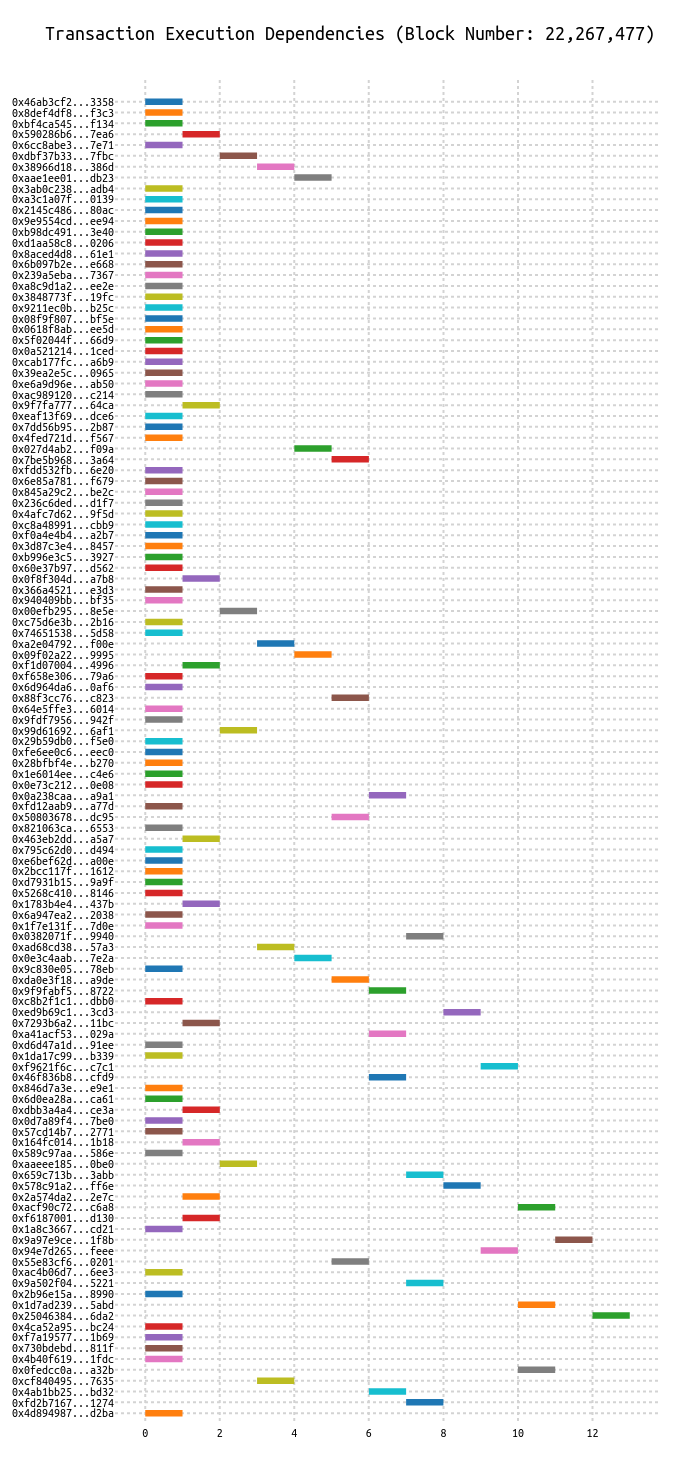 Transaction Execution Dependencies (Block Number: 22,267,477)
0x46ab3cf2...3358
0x8def4df8...f3c3
0xbf4ca545...f134
0x590286b6...7ea6
0x6cc8abe3...7e71
0xdbf37b33...7fbc
0x38966d18...386d
0xaae1ee01...db23
0x3ab0c238...adb4
0xa3c1a07f...0139
0x2145c486...80ac
0x9e9554cd...ee94
0xb98dc491...3e40
0xd1aa58c8...0206
0x8aced4d8...61e1
0x6b097b2e...e668
0x239a5eba...7367
0xa8c9d1a2...ee2e
0x3848773f...19fc
0x9211ec0b...b25c
0x08f9f807...bf5e
0x0618f8ab...ee5d
0x5f02044f...66d9
0x0a521214...1ced
0xcab177fc...a6b9
0x39ea2e5c...0965
0xe6a9d96e...ab50
0xac989120...c214
0x9f7fa777...64ca
0xeaf13f69...dce6
0x7dd56b95...2b87
0x4fed721d...f567
0x027d4ab2...f09a
0x7be5b968...3a64
0xfdd532fb...6e20
0x6e85a781...f679
0x845a29c2...be2c
0x236c6ded...d1f7
0x4afc7d62...9f5d
0xc8a48991...cbb9
0xf0a4e4b4...a2b7
0x3d87c3e4...8457
0xb996e3c5...3927
0x60e37b97...d562
0x0f8f304d...a7b8
0x366a4521...e3d3
0x940409bb...bf35
0x00efb295...8e5e
0xc75d6e3b...2b16
0x74651538...5d58
0xa2e04792...f00e
0x09f02a22...9995
0xf1d07004...4996
0xf658e306...79a6
0x6d964da6...0af6
0x88f3cc76...c823
0x64e5ffe3...6014
0x9fdf7956...942f
0x99d61692...6af1
0x29b59db0...f5e0
0xfe6ee0c6...eec0
0x28bfbf4e...b270
0x1e6014ee...c4e6
0x0e73c212...0e08
0x0a238caa...a9a1
0xfd12aab9...a77d
0x50803678...dc95
0x821063ca...6553
0x463eb2dd...a5a7
0x795c62d0...d494
0xe6bef62d...a00e
0x2bcc117f...1612
0xd7931b15...9a9f
0x5268c410...8146
0x1783b4e4...437b
0x6a947ea2...2038
0x1f7e131f...7d0e
0x0382071f...9940
0xad68cd38...57a3
0x0e3c4aab...7e2a
0x9c830e05...78eb
0xda0e3f18...a9de
0x9f9fabf5...8722
0xc8b2f1c1...dbb0
0xed9b69c1...3cd3
0x7293b6a2...11bc
0xa41acf53...029a
0xd6d47a1d...91ee
0x1da17c99...b339
0xf9621f6c...c7c1
0x46f836b8...cfd9
0x846d7a3e...e9e1
0x6d0ea28a...ca61
0xdbb3a4a4...ce3a
0x0d7a89f4...7be0
0x57cd14b7...2771
0x164fc014...1b18
0x589c97aa...586e
0xaaeee185...0be0
0x659c713b...3abb
0x578c91a2...ff6e
0x2a574da2...2e7c
0xacf90c72...c6a8
0xf6187001...d130
0x1a8c3667...cd21
0x9a97e9ce...1f8b
0x94e7d265...feee
0x55e83cf6...0201
0xac4b06d7...6ee3
0x9a502f04...5221
0x2b96e15a...8990
0x1d7ad239...5abd
0x25046384...6da2
0x4ca52a95...bc24
0xf7a19577...1b69
0x730bdebd...811f
0x4b40f619...1fdc
0x0fedcc0a...a32b
0xcf840495...7635
0x4ab1bb25...bd32
0xfd2b7167...1274
0x4d894987...d2ba
0 2 4 6 8 10 12